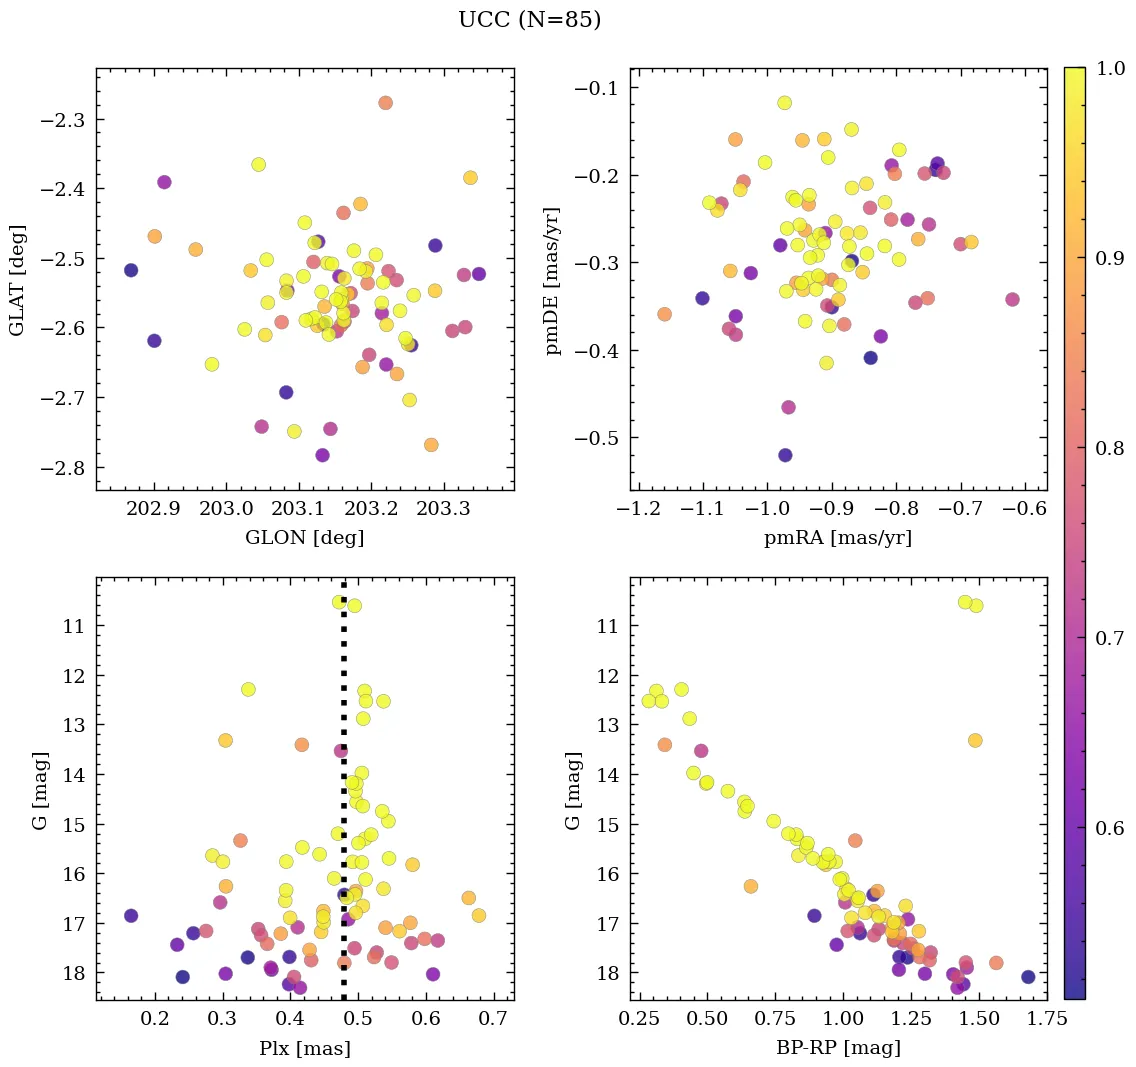 UCC (N=85)
−2.3
−2.4
−2.5
−2.6
−2.7
−2.8
GLAT [deg]
202.9 203.0 203.1 203.2 203.3
GLON [deg]
−0.1
−0.2
−0.3
−0.4
−0.5
pmDE [mas/yr]
−1.2 −1.1 −1.0 −0.9 −0.8 −0.7 −0.6
pmRA [mas/yr]
11
12
13
14
15
16
17
18
G [mag]
0.2 0.3 0.4 0.5 0.6 0.7
Plx [mas]
11
12
13
14
15
16
17
18
G [mag]
0.25 0.50 0.75 1.00 1.25 1.50 1.75
BP-RP [mag]
1.0
0.9
0.8
0.7
0.6